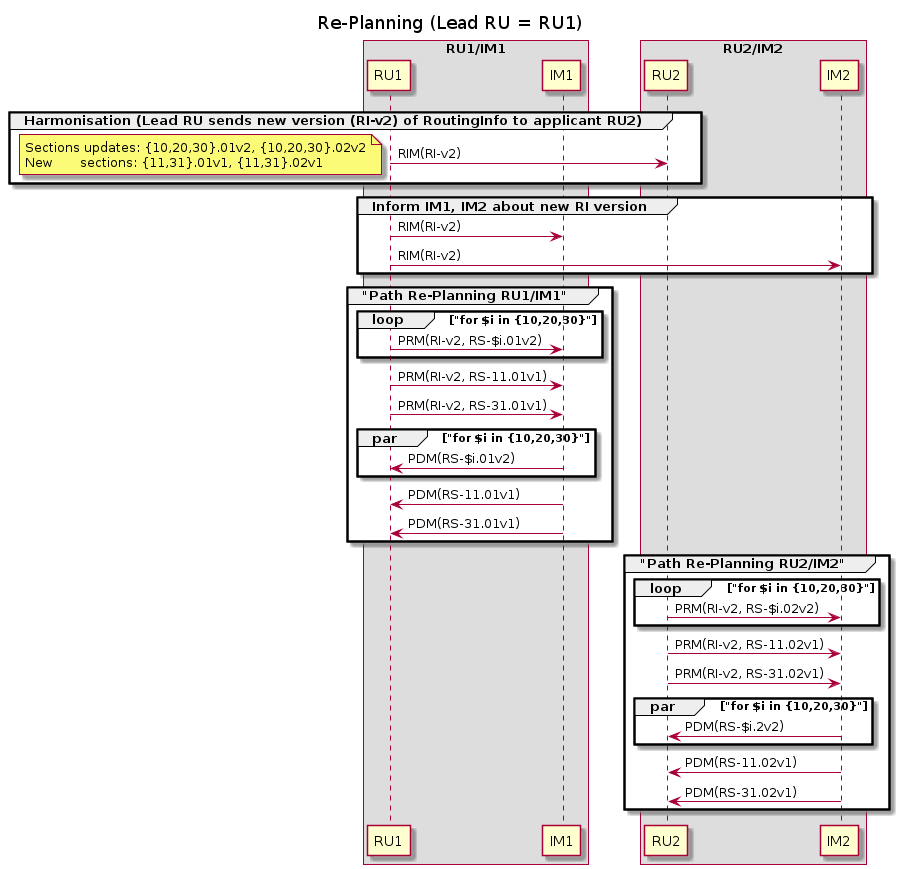 Re-Planning (Lead RU = RU1)
RU1/IM1
RU2/IM2
RU1
IM1
RU2
IM2
Harmonisation (Lead RU sends new version (RI-v2) of RoutingInfo to applicant RU2)
Sections updates: {10,20,30}.01v2, {10,20,30}.02v2
New sections: {11,31}.01v1, {11,31}.02v1
RIM(RI-v2)
Inform IM1, IM2 about new RI version
RIM(RI-v2)
RIM(RI-v2)
"Path Re-Planning RU1/IM1"
loop ["for $i in {10,20,30}"]
PRM(RI-v2, RS-$i.01v2)
PRM(RI-v2, RS-11.01v1)
PRM(RI-v2, RS-31.01v1)
par ["for $i in {10,20,30}"]
PDM(RS-$i.01v2)
PDM(RS-11.01v1)
PDM(RS-31.01v1)
"Path Re-Planning RU2/IM2"
loop ["for $i in {10,20,30}"]
PRM(RI-v2, RS-$i.02v2)
PRM(RI-v2, RS-11.02v1)
PRM(RI-v2, RS-31.02v1)
par ["for $i in {10,20,30}"]
PDM(RS-$i.2v2)
PDM(RS-11.02v1)
PDM(RS-31.02v1)
RU1
IM1
RU2
IM2